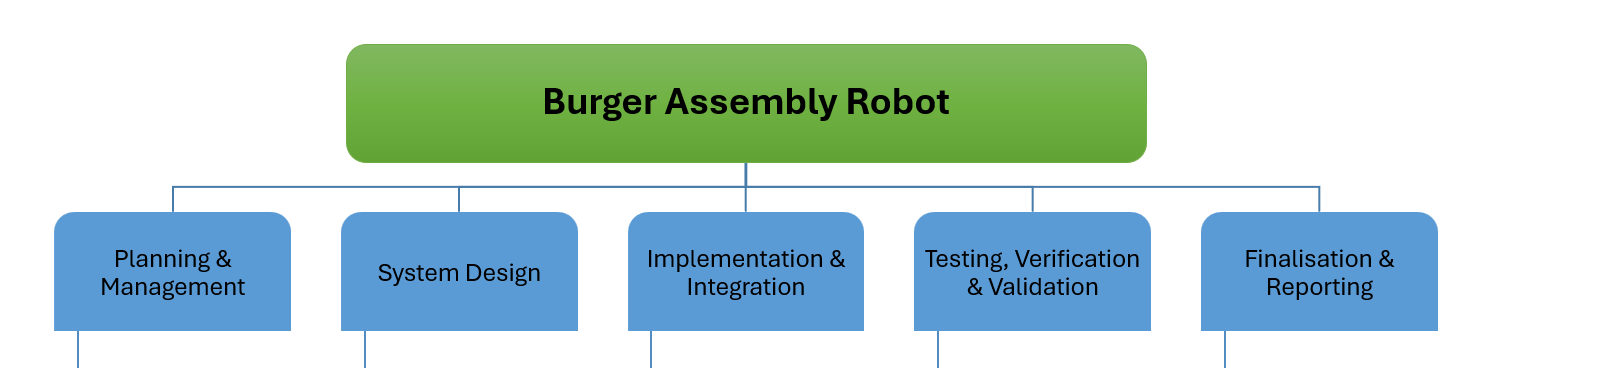 Burger Assembly Robot
Planning &
Management
System Design
Implementation &
Integration
Testing, Verification
& Validation
Finalisation &
Reporting